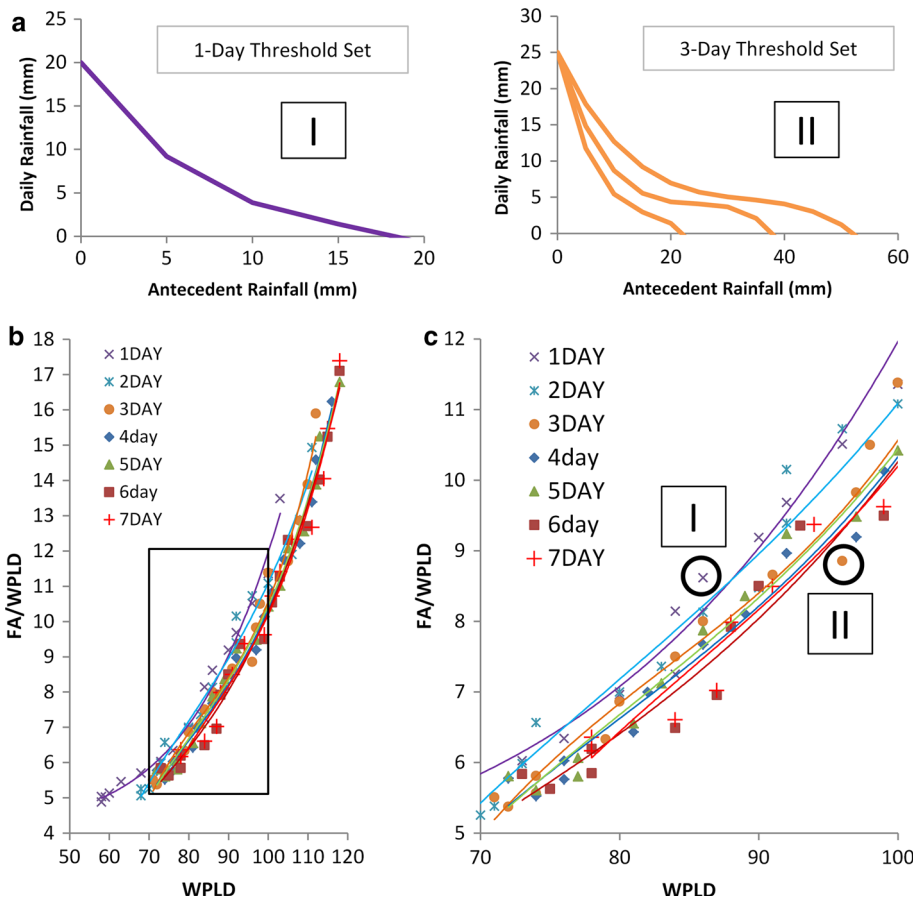 a
1-Day Threshold Set
I
25
20
15
10
5
0
0 5 10 15 20
Daily Rainfall (mm)
Antecedent Rainfall (mm)
3-Day Threshold Set
II
30
25
20
15
10
5
0
0 20 40 60
Daily Rainfall (mm)
Antecedent Rainfall (mm)
b
18
17
16
15
14
13
12
11
10
9
8
7
6
5
4
50 60 70 80 90 100 110 120
FA/WPLD
WPLD
1DAY
2DAY
3DAY
4day
5DAY
6day
7DAY
c
12
11
10
9
8
7
6
5
70 80 90 100
FA/WPLD
WPLD
1DAY
2DAY
3DAY
4day
5DAY
6day
7DAY
I
II